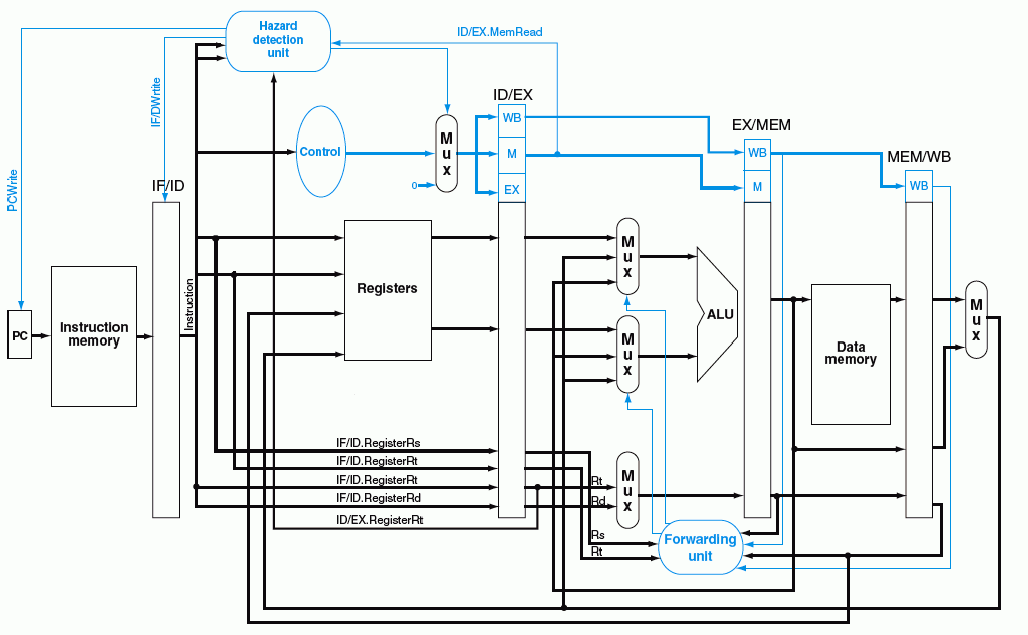 Hazard
detection
unit
ID/EX.MemRead
IF/DWrtite
PCWrite
ID/EX
WB
M
EX
Control
Mux
0
EX/MEM
WB
M
MEM/WB
WB
IF/ID
PC
Instruction
memory
Instruction
Registers
Mux
Mux
ALU
Data
memory
Mux
IF/ID.RegisterRs
IF/ID.RegisterRt
IF/ID.RegisterRt
IF/ID.RegisterRd
ID/EX.RegisterRt
Rt
Rd
Mux
Rs
Rt
Forwarding
unit